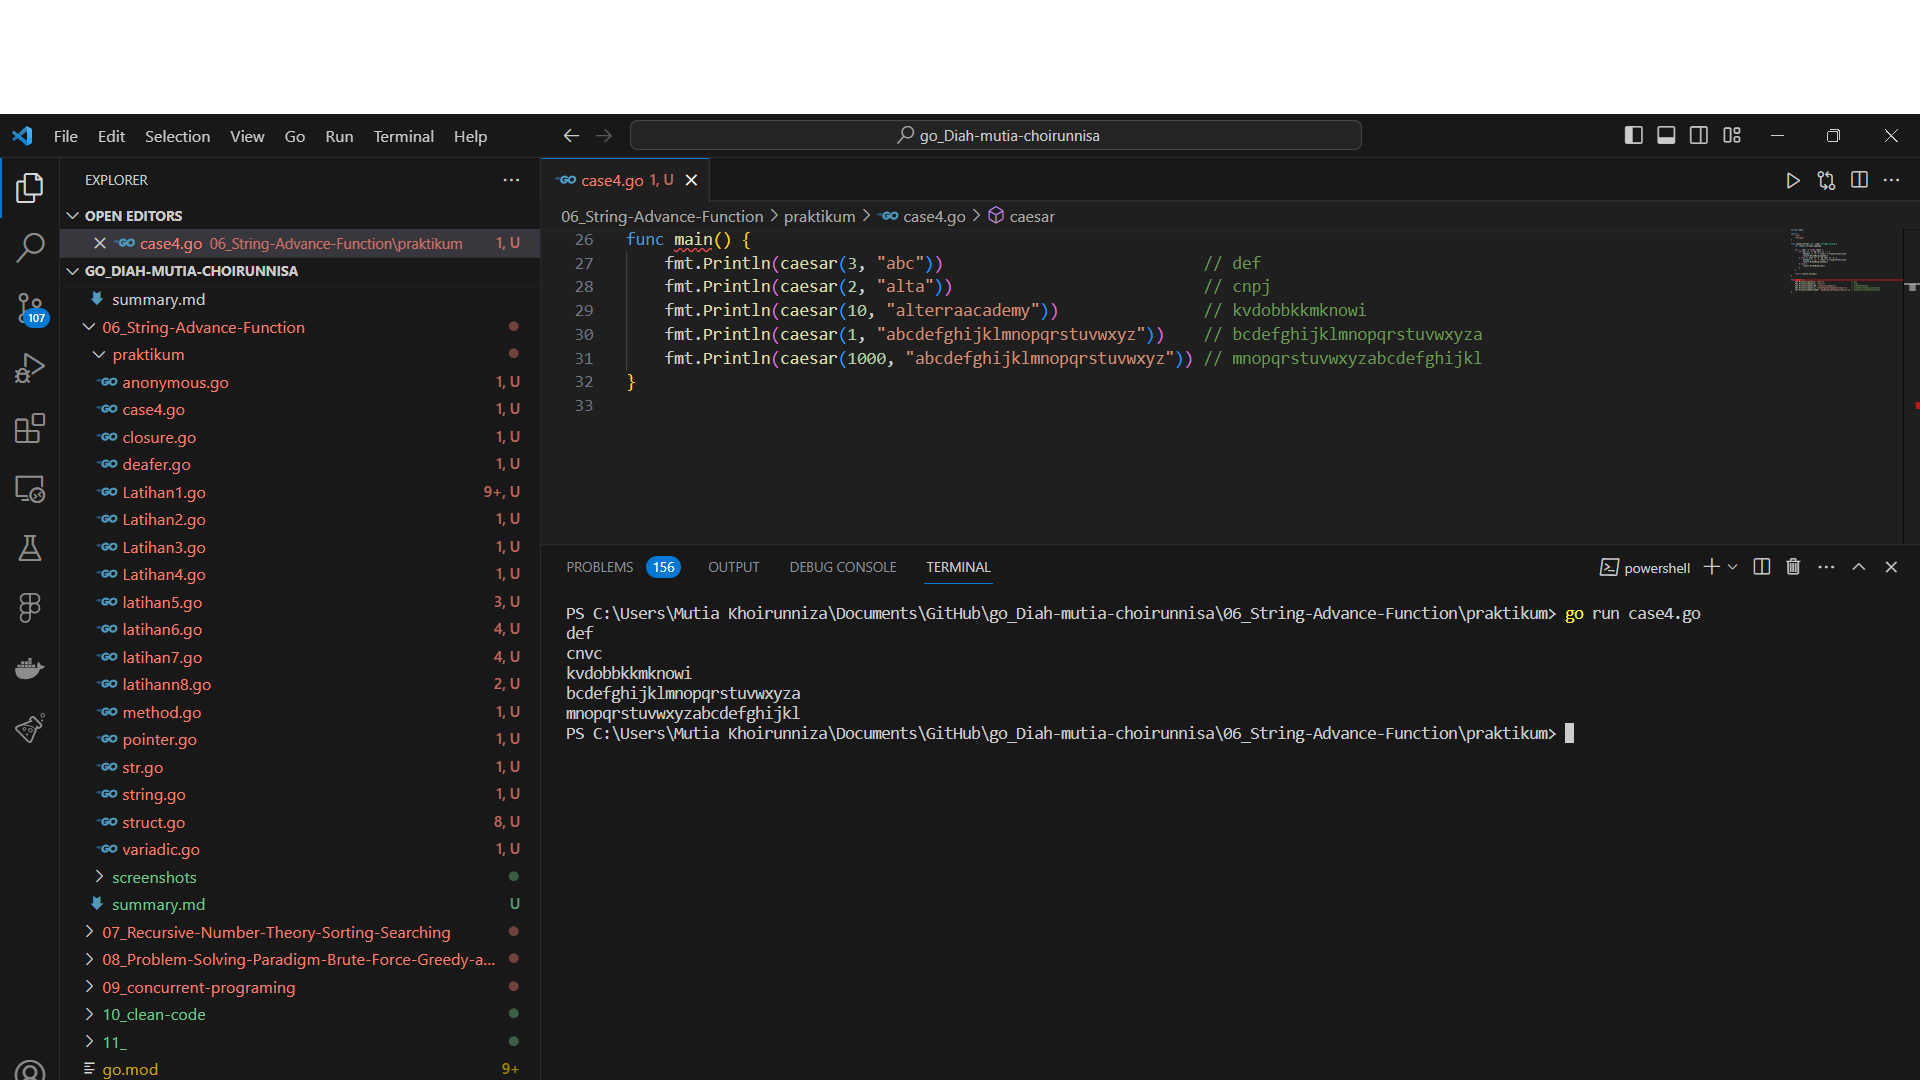 File Edit Selection View Go Run Terminal Help
go_Diah-mutia-choirunnisa
EXPLORER
OPEN EDITORS
case4.go 06_String-Advance-Function\praktikum 1, U
GO_DIAH-MUTIA-CHOIRUNNISA
summary.md
06_String-Advance-Function
praktikum
anonymous.go 1, U
case4.go 1, U
closure.go 1, U
deafer.go 1, U
Latihan1.go 9+, U
Latihan2.go 1, U
Latihan3.go 1, U
Latihan4.go 1, U
latihan5.go 3, U
latihan6.go 4, U
latihan7.go 4, U
latihann8.go 2, U
method.go 1, U
pointer.go 1, U
str.go 1, U
string.go 1, U
struct.go 8, U
variadic.go 1, U
screenshots
summary.md U
07_Recursive-Number-Theory-Sorting-Searching
08_Problem-Solving-Paradigm-Brute-Force-Greedy-a...
09_concurrent-programing
10_clean-code
11_
go.mod 9+
107
case4.go 1, U
06_String-Advance-Function > praktikum > case4.go > caesar
26 func main() {
27 fmt.Println(caesar(3, "abc")) // def
28 fmt.Println(caesar(2, "alta")) // cnpj
29 fmt.Println(caesar(10, "alterraacademy")) // kvdobbkkmknowi
30 fmt.Println(caesar(1, "abcdefghijklmnopqrstuvwxyz")) // bcdefghijklmnopqrstuvwxyza
31 fmt.Println(caesar(1000, "abcdefghijklmnopqrstuvwxyz")) // mnopqrstuvwxyzabcdefghijkl
32 }
33
PROBLEMS 156 OUTPUT DEBUG CONSOLE TERMINAL
powershell
PS C:\Users\Mutia Khoirunniza\Documents\GitHub\go_Diah-mutia-choirunnisa\06_String-Advance-Function\praktikum> go run case4.go
def
cnvc
kvdobbkkmknowi
bcdefghijklmnopqrstuvwxyza
mnopqrstuvwxyzabcdefghijkl
PS C:\Users\Mutia Khoirunniza\Documents\GitHub\go_Diah-mutia-choirunnisa\06_String-Advance-Function\praktikum>